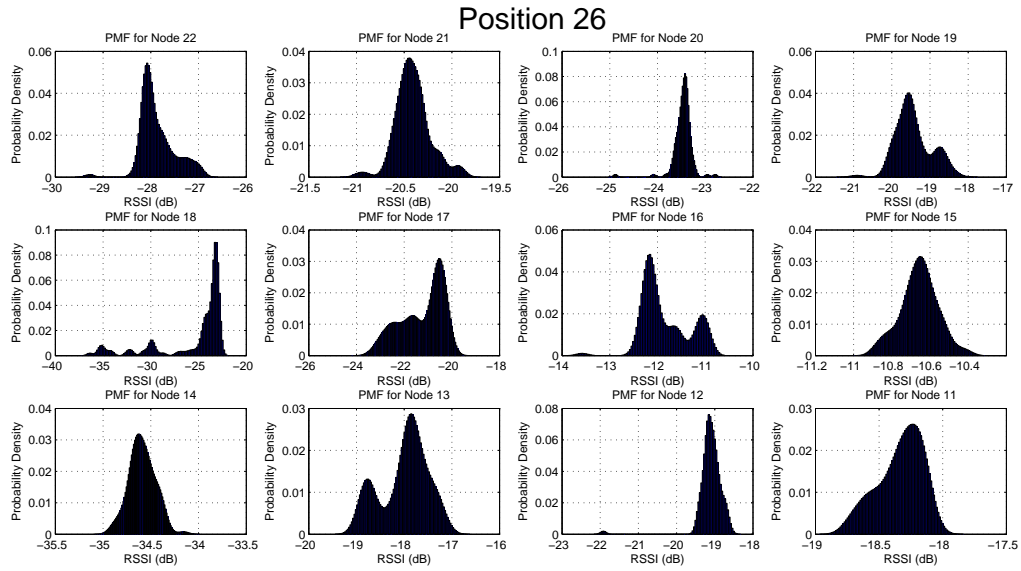 Position 26
PMF for Node 22
Probability Density
0.06
0.04
0.02
0
−30 −29 −28 −27 −26
RSSI (dB)
PMF for Node 21
Probability Density
0.04
0.03
0.02
0.01
0
−21.5 −21 −20.5 −20 −19.5
RSSI (dB)
PMF for Node 20
Probability Density
0.1
0.08
0.06
0.04
0.02
0
−26 −25 −24 −23 −22
RSSI (dB)
PMF for Node 19
Probability Density
0.06
0.04
0.02
0
−22 −21 −20 −19 −18 −17
RSSI (dB)
PMF for Node 18
Probability Density
0.1
0.08
0.06
0.04
0.02
0
−40 −35 −30 −25 −20
RSSI (dB)
PMF for Node 17
Probability Density
0.04
0.03
0.02
0.01
0
−26 −24 −22 −20 −18
RSSI (dB)
PMF for Node 16
Probability Density
0.06
0.04
0.02
0
−14 −13 −12 −11 −10
RSSI (dB)
PMF for Node 15
Probability Density
0.04
0.03
0.02
0.01
0
−11.2 −11 −10.8 −10.6 −10.4
RSSI (dB)
PMF for Node 14
Probability Density
0.04
0.03
0.02
0.01
0
−35.5 −35 −34.5 −34 −33.5
RSSI (dB)
PMF for Node 13
Probability Density
0.03
0.02
0.01
0
−20 −19 −18 −17 −16
RSSI (dB)
PMF for Node 12
Probability Density
0.08
0.06
0.04
0.02
0
−23 −22 −21 −20 −19 −18
RSSI (dB)
PMF for Node 11
Probability Density
0.03
0.02
0.01
0
−19 −18.5 −18 −17.5
RSSI (dB)